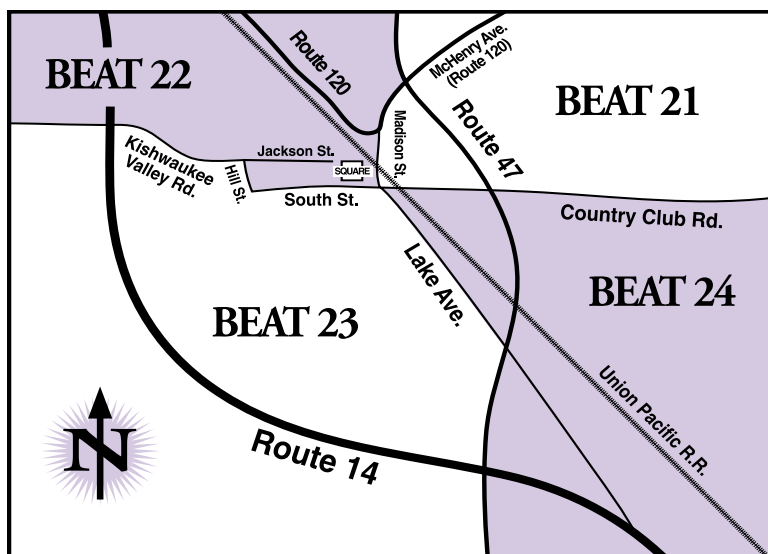 BEAT 22
Route 120
McHenry Ave.
(Route 120)
BEAT 21
Route 47
Madison St.
Jackson St.
SQUARE
Kishwaukee
Valley Rd.
Hill St.
South St.
Country Club Rd.
Lake Ave.
BEAT 24
BEAT 23
Union Pacific R.R.
Route 14
N